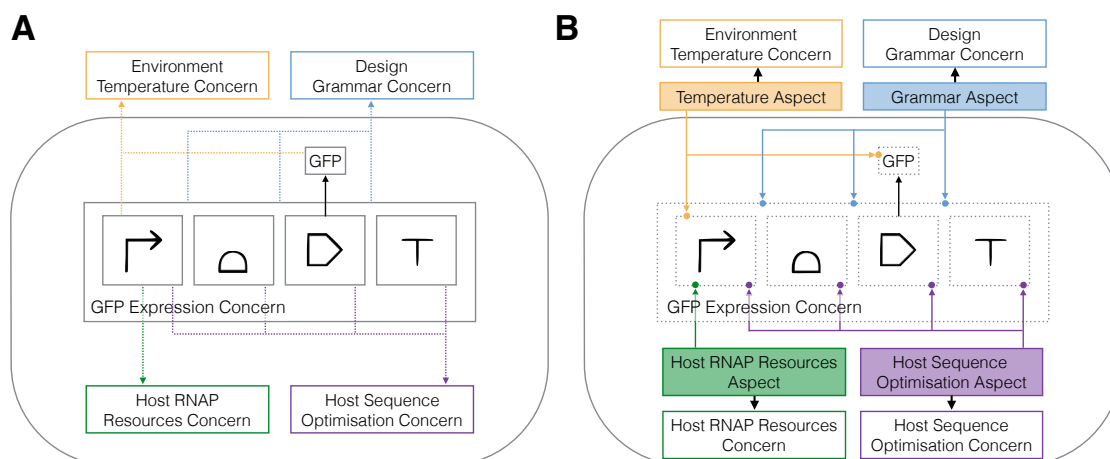 A
Environment
Temperature Concern
Design
Grammar Concern
GFP
GFP Expression Concern
Host RNAP
Resources Concern
Host Sequence
Optimisation Concern
B
Environment
Temperature Concern
Design
Grammar Concern
Temperature Aspect
Grammar Aspect
GFP
GFP Expression Concern
Host RNAP Resources
Aspect
Host Sequence
Optimisation Aspect
Host RNAP Resources
Concern
Host Sequence
Optimisation Concern